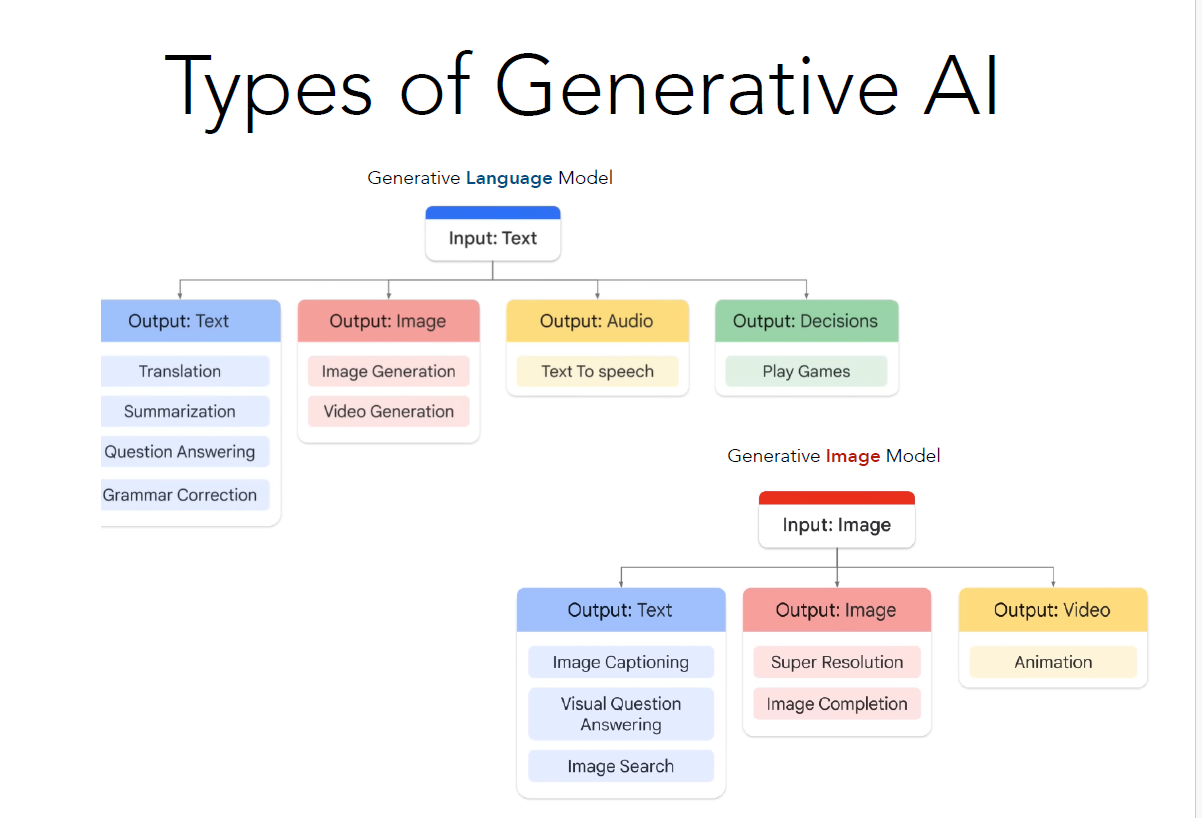 Types of Generative AI
Generative Language Model
Input: Text
Output: Text
Translation
Summarization
Question Answering
Grammar Correction
Output: Image
Image Generation
Video Generation
Output: Audio
Text To speech
Output: Decisions
Play Games
Generative Image Model
Input: Image
Output: Text
Image Captioning
Visual Question
Answering
Image Search
Output: Image
Super Resolution
Image Completion
Output: Video
Animation